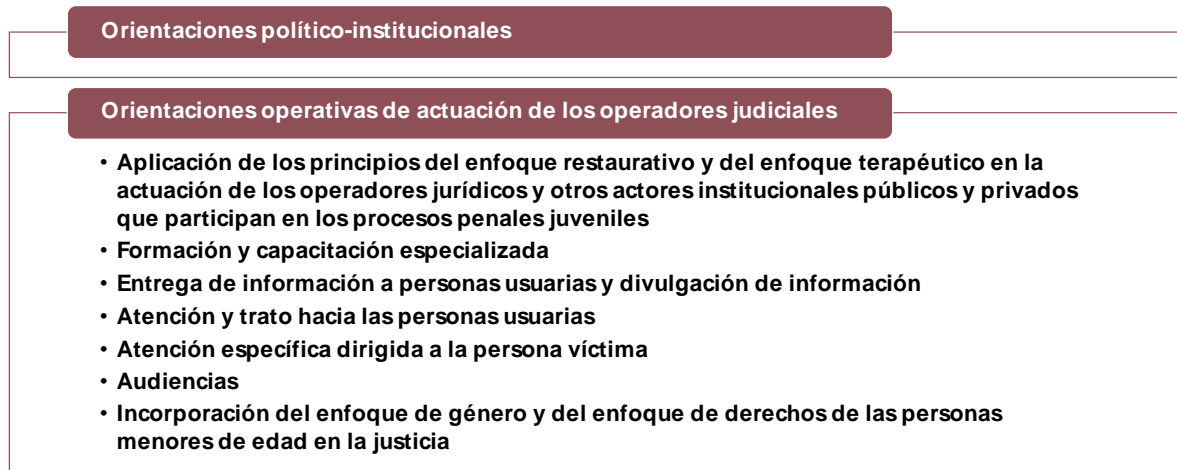 Orientaciones político-institucionales
Orientaciones operativas de actuación de los operadores judiciales
• Aplicación de los principios del enfoque restaurativo y del enfoque terapéutico en la
actuación de los operadores jurídicos y otros actores institucionales públicos y privados
que participan en los procesos penales juveniles
• Formación y capacitación especializada
• Entrega de información a personas usuarias y divulgación de información
• Atención y trato hacia las personas usuarias
• Atención específica dirigida a la persona víctima
• Audiencias
• Incorporación del enfoque de género y del enfoque de derechos de las personas
menores de edad en la justicia